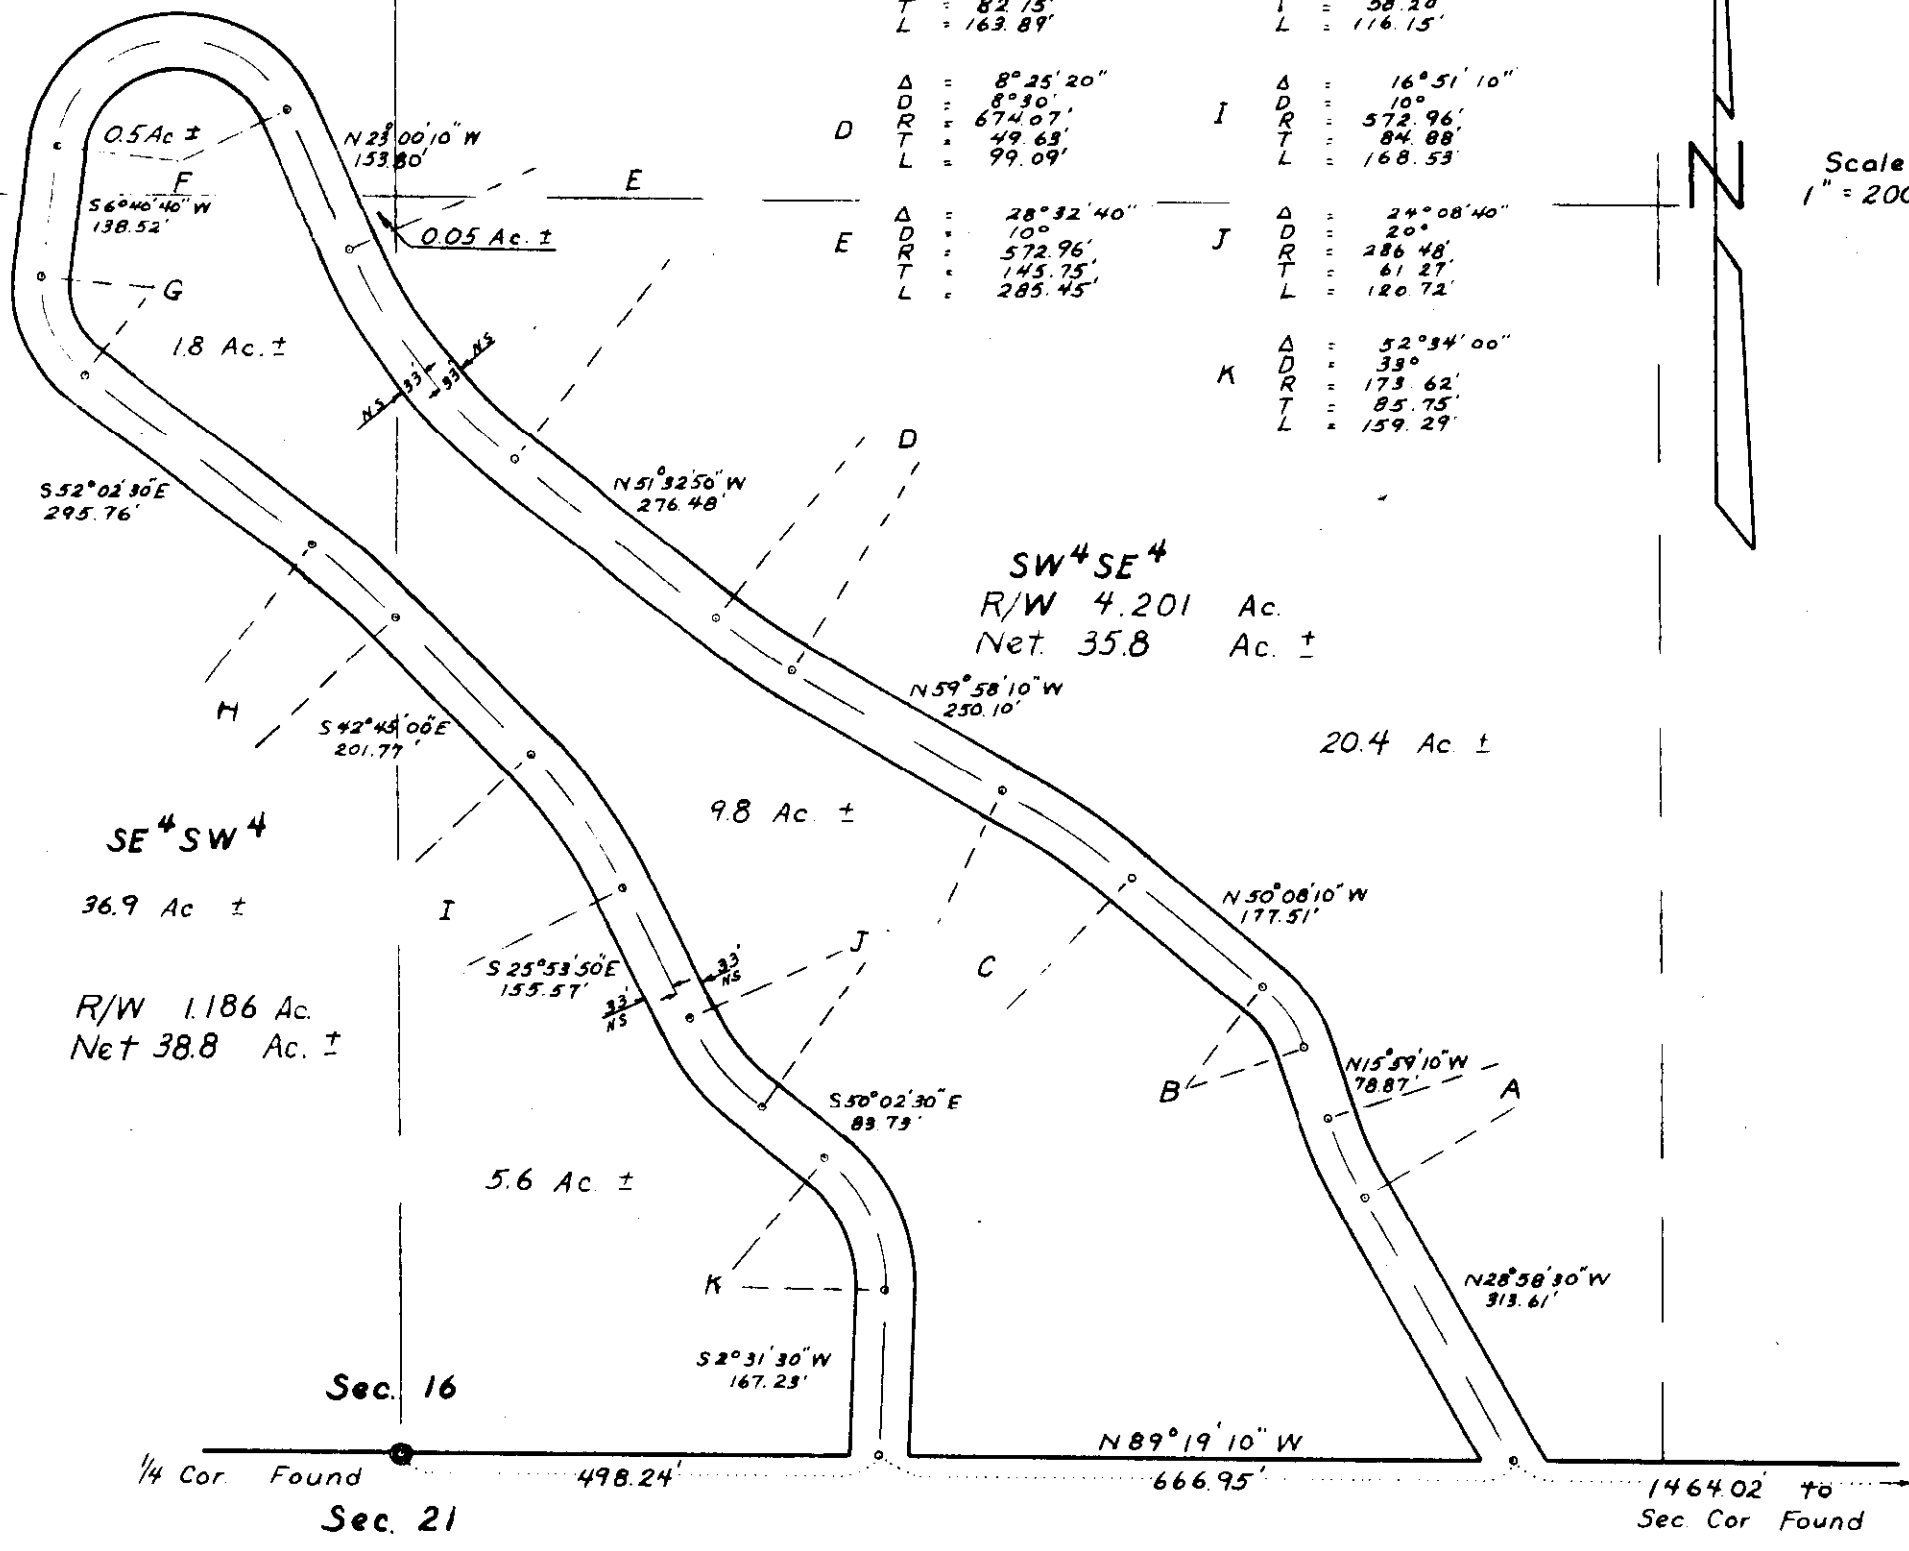 T = 82.15'
L = 163.89'
T = 58.20'
L = 116.15'
D
Δ = 8°25'20"
D = 8°30'
R = 674.07'
T = 49.63'
L = 99.09'
I
Δ = 16°51'10"
D = 10°
R = 572.96'
T = 84.88'
L = 168.53'
E
Δ = 28°32'40"
D = 10°
R = 572.96'
T = 145.75'
L = 285.45'
J
Δ = 24°08'40"
D = 20°
R = 286.48'
T = 61.27'
L = 120.72'
K
Δ = 52°34'00"
D = 33°
R = 173.62'
T = 85.75'
L = 159.29'
N
Scale
1" = 200
0.5 Ac ±
N23°00'10"W
153.80'
F
E
S6°40'40"W
138.52'
0.05 Ac. ±
G
1.8 Ac. ±
NS 33' 33' NS
D
S52°02'30"E
295.76'
N51°32'50"W
276.48'
SW⁴SE⁴
R/W 4.201 Ac.
Net 35.8 Ac. ±
H
N59°58'10"W
250.10'
S42°45'00"E
201.77'
20.4 Ac ±
9.8 Ac ±
SE⁴SW⁴
36.9 Ac ±
I
N50°08'10"W
177.51'
J
C
S25°53'50"E
155.57'
33'
NS
33'
NS
R/W 1.186 Ac.
Net 38.8 Ac. ±
N15°59'10"W
78.87'
B
A
S50°02'30"E
83.73'
5.6 Ac ±
K
N28°58'30"W
313.61'
S2°31'30"W
167.23'
Sec. 16
N89°19'10"W
1/4 Cor. Found
498.24'
666.95'
1464.02' to
Sec Cor Found
Sec. 21